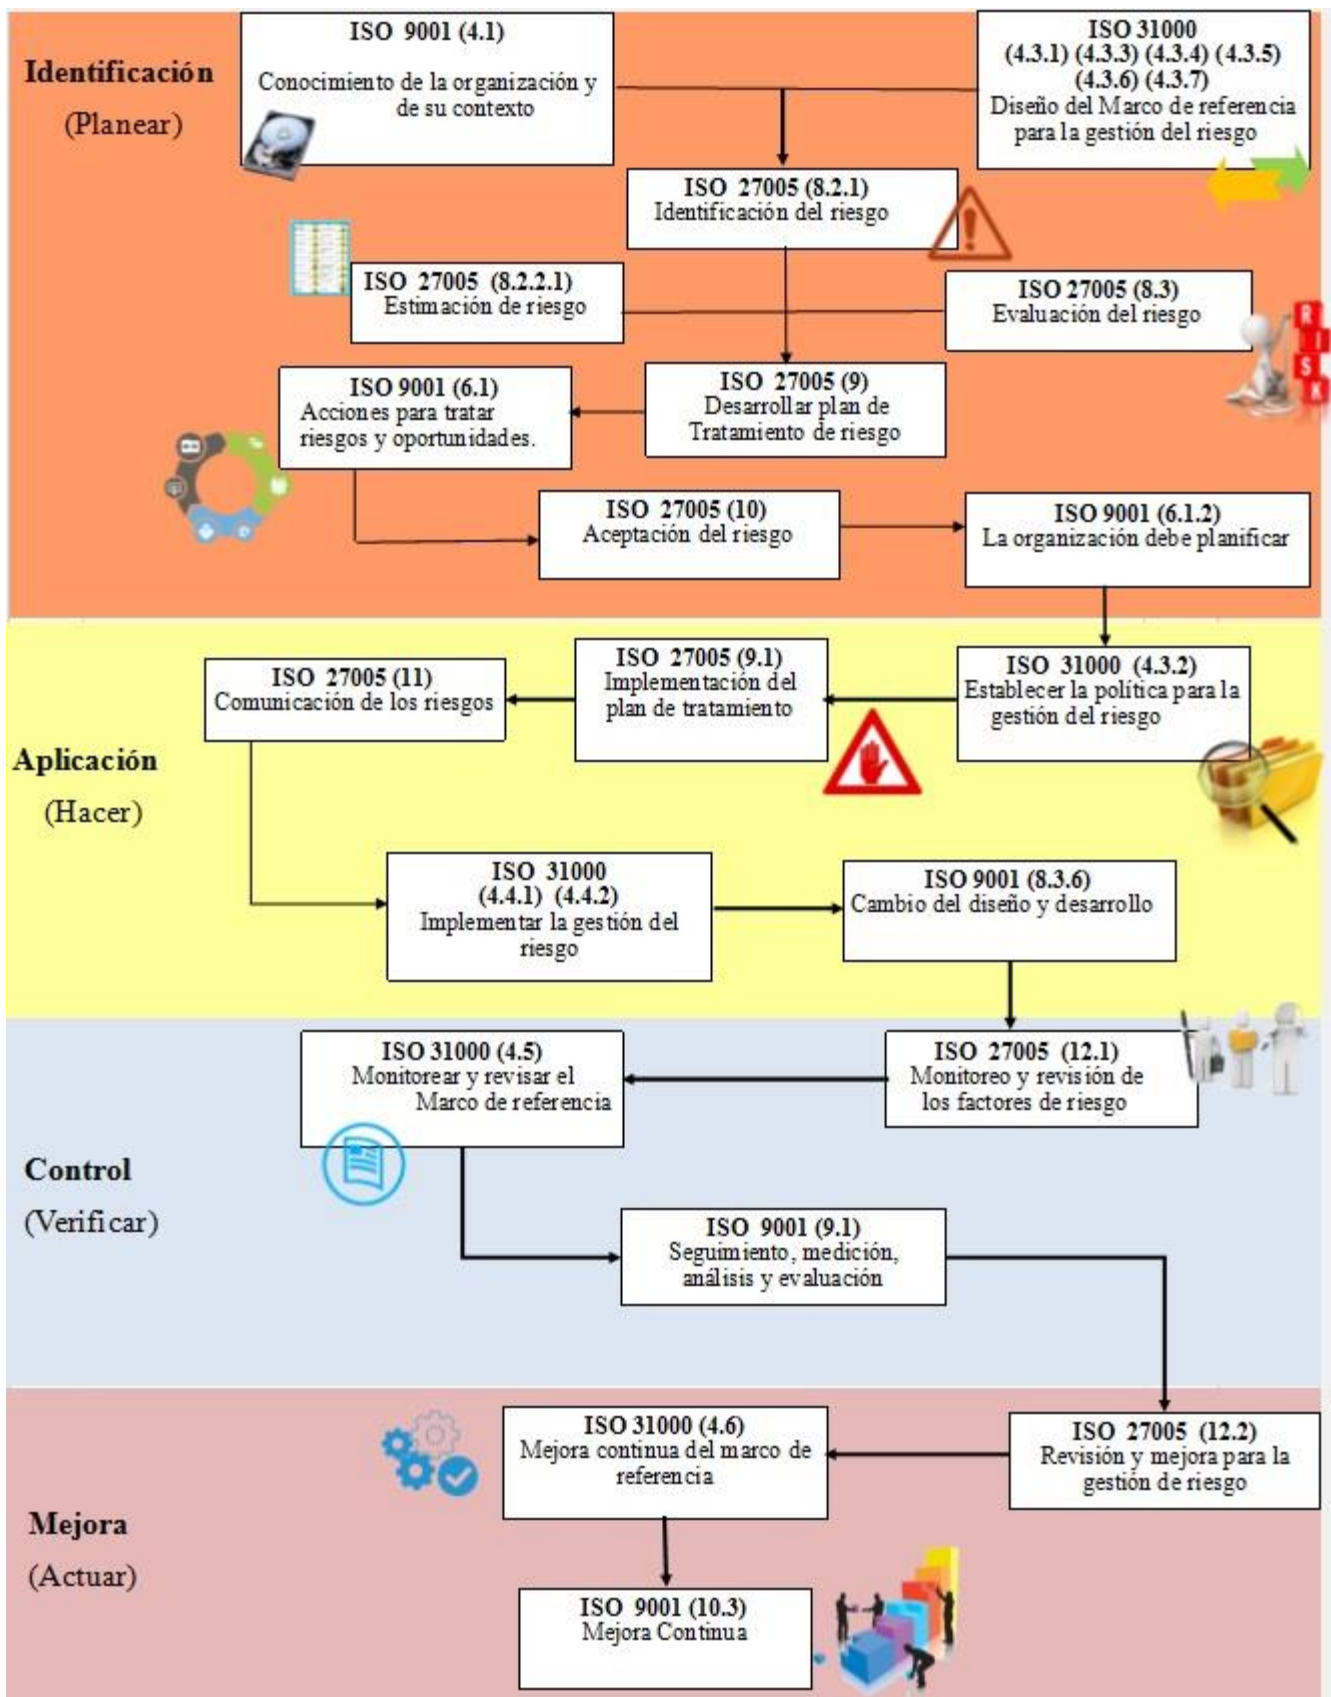 Identificación
(Planear)
ISO 9001 (4.1)
Conocimiento de la organización y
de su contexto
ISO 31000
(4.3.1) (4.3.3) (4.3.4) (4.3.5)
(4.3.6) (4.3.7)
Diseño del Marco de referencia
para la gestión del riesgo
ISO 27005 (8.2.1)
Identificación del riesgo
ISO 27005 (8.2.2.1)
Estimación de riesgo
ISO 27005 (8.3)
Evaluación del riesgo
R
I
S
K
ISO 27005 (9)
Desarrollar plan de
Tratamiento de riesgo
ISO 9001 (6.1)
Acciones para tratar
riesgos y oportunidades.
ISO 27005 (10)
Aceptación del riesgo
ISO 9001 (6.1.2)
La organización debe planificar
Aplicación
(Hacer)
ISO 31000 (4.3.2)
Establecer la política para la
gestión del riesgo
ISO 27005 (9.1)
Implementación del
plan de tratamiento
ISO 27005 (11)
Comunicación de los riesgos
ISO 31000
(4.4.1) (4.4.2)
Implementar la gestión del
riesgo
ISO 9001 (8.3.6)
Cambio del diseño y desarrollo
Control
(Verificar)
ISO 27005 (12.1)
Monitoreo y revisión de
los factores de riesgo
ISO 31000 (4.5)
Monitorear y revisar el
Marco de referencia
ISO 9001 (9.1)
Seguimiento, medición,
análisis y evaluación
Mejora
(Actuar)
ISO 27005 (12.2)
Revisión y mejora para la
gestión de riesgo
ISO 31000 (4.6)
Mejora continua del marco de
referencia
ISO 9001 (10.3)
Mejora Continua